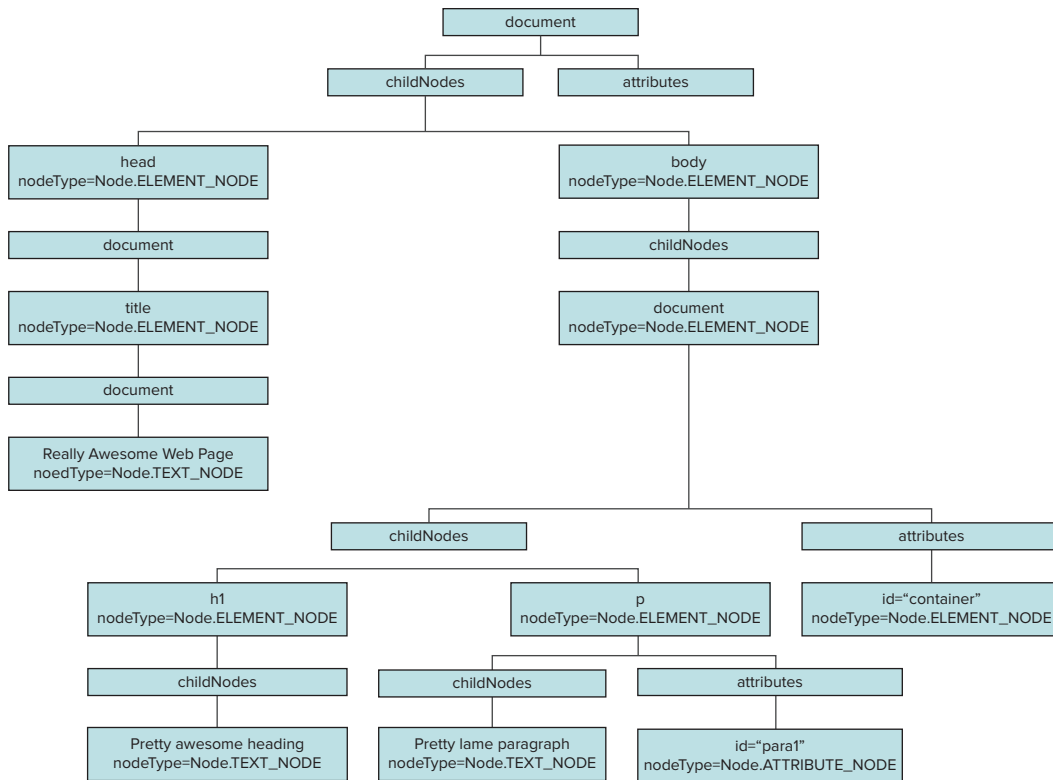 document
childNodes
attributes
head
nodeType=Node.ELEMENT_NODE
body
nodeType=Node.ELEMENT_NODE
document
childNodes
title
nodeType=Node.ELEMENT_NODE
document
nodeType=Node.ELEMENT_NODE
document
Really Awesome Web Page
noedType=Node.TEXT_NODE
childNodes
attributes
h1
nodeType=Node.ELEMENT_NODE
p
nodeType=Node.ELEMENT_NODE
id=“container”
nodeType=Node.ELEMENT_NODE
childNodes
childNodes
attributes
Pretty awesome heading
nodeType=Node.TEXT_NODE
Pretty lame paragraph
nodeType=Node.TEXT_NODE
id=“para1”
nodeType=Node.ATTRIBUTE_NODE